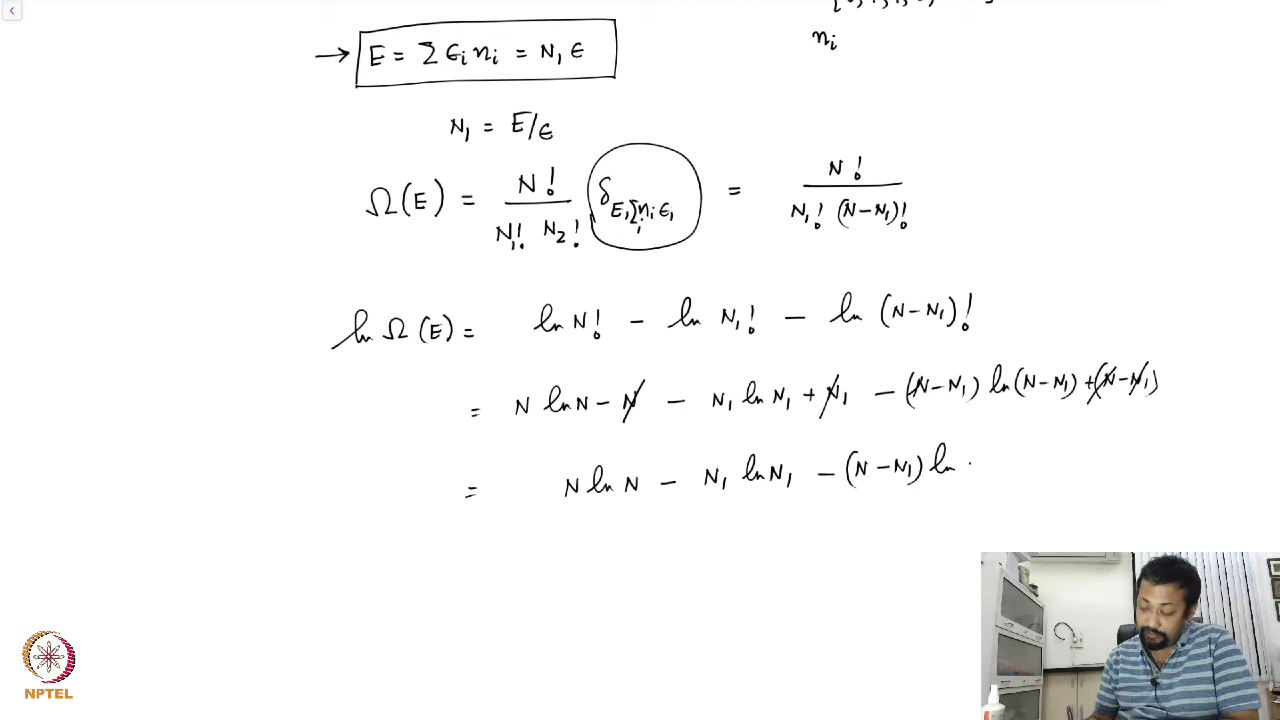 n_i
→ E = Σ ε_i n_i = N_1 ε
N_1 = E/ε
Ω(E) = N! / (N_1! N_2!) δ_{E, Σ_i n_i ε_i} = N! / (N_1! (N-N_1)!)
ln Ω(E) = ln N! - ln N_1! - ln (N-N_1)!
= N ln N - N - N_1 ln N_1 + N_1 - (N-N_1) ln(N-N_1) + (N-N_1)
= N ln N - N_1 ln N_1 - (N-N_1) ln
NPTEL